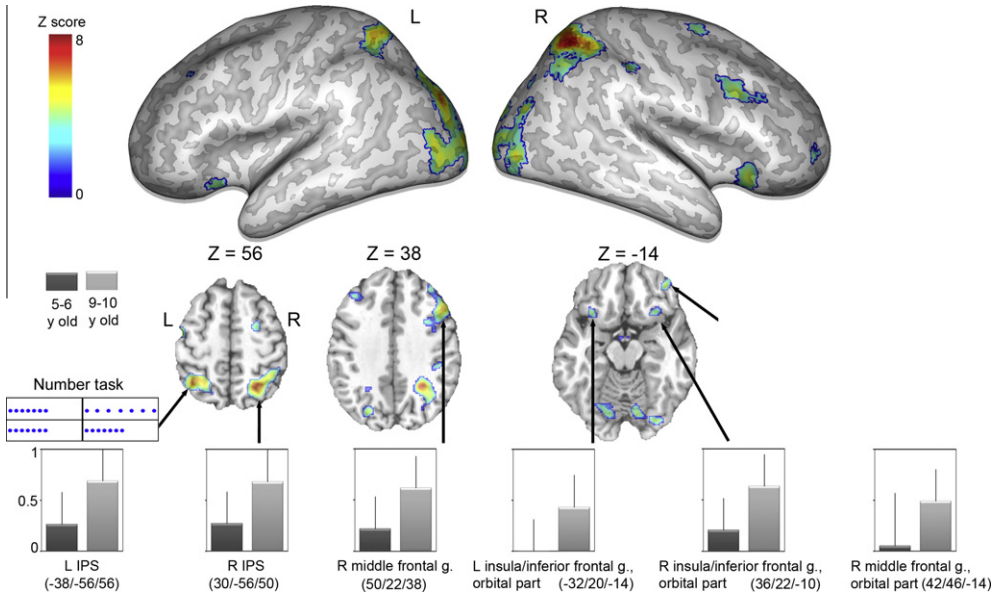 Z score
8
0
L
R
Z = 56
Z = 38
Z = -14
5-6
y old
9-10
y old
L
R
Number task
1
0.5
0
L IPS
(-38/-56/56)
R IPS
(30/-56/50)
R middle frontal g.
(50/22/38)
L insula/inferior frontal g.,
orbital part (-32/20/-14)
R insula/inferior frontal g.,
orbital part (36/22/-10)
R middle frontal g.,
orbital part (42/46/-14)